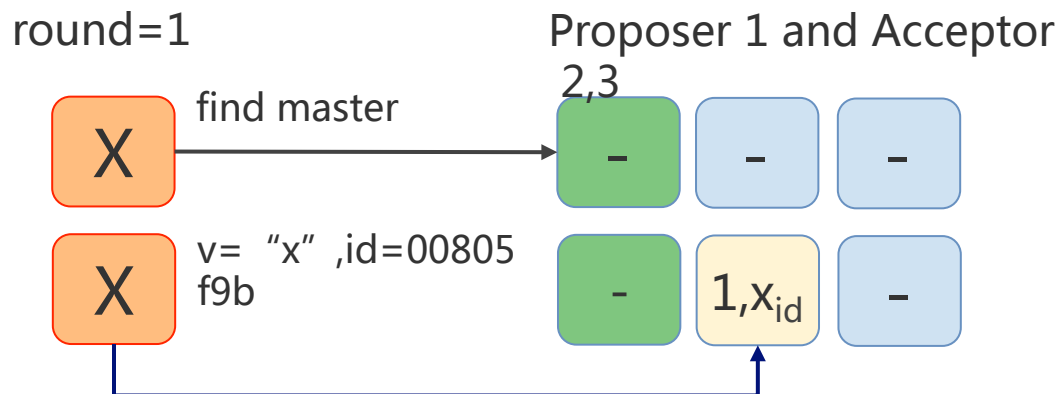 round=1
Proposer 1 and Acceptor
2,3
find master
X
-
-
-
v= “x” ,id=00805
f9b
X
-
1,xid
-